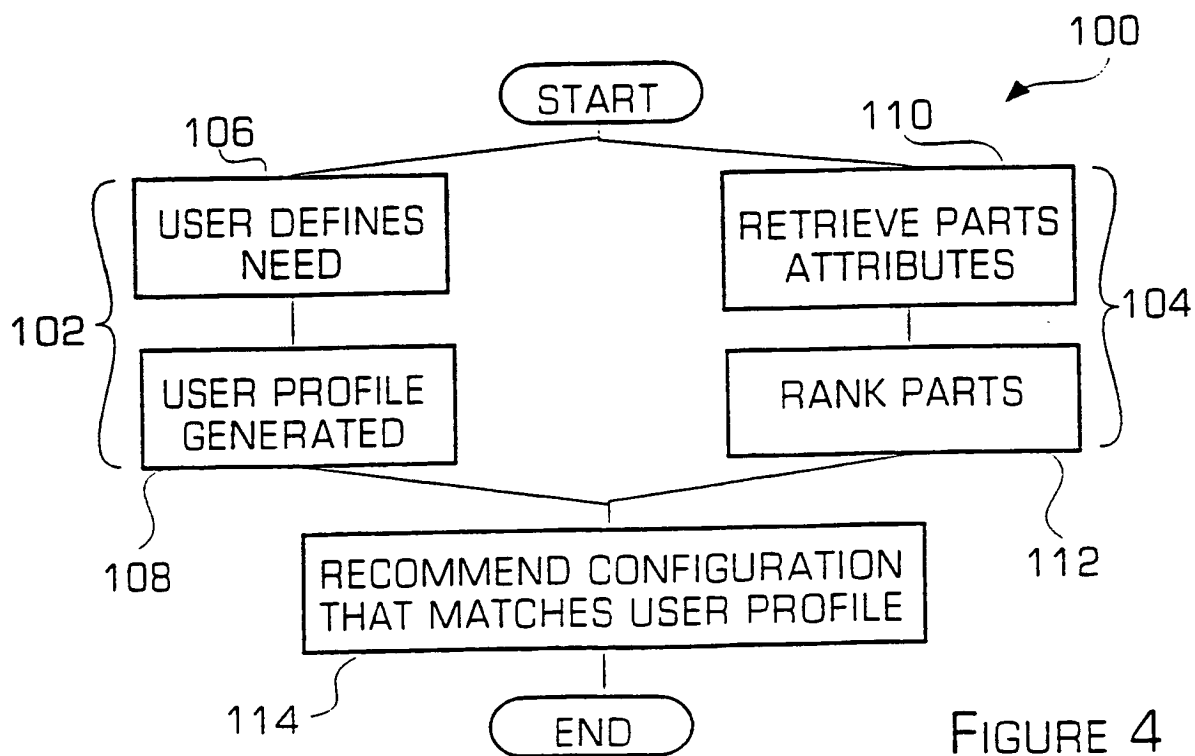 100
START
106
110
USER DEFINES
NEED
RETRIEVE PARTS
ATTRIBUTES
102
104
USER PROFILE
GENERATED
RANK PARTS
108
112
RECOMMEND CONFIGURATION
THAT MATCHES USER PROFILE
114
END
FIGURE 4